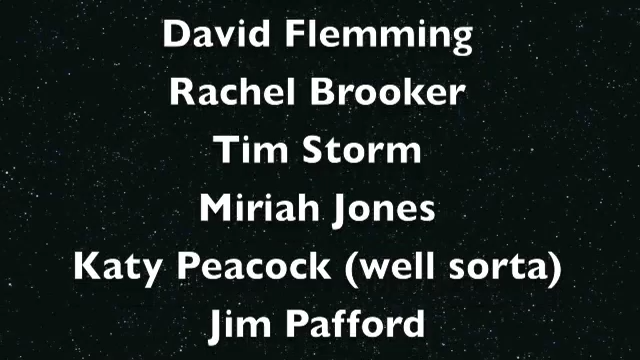 David Flemming
Rachel Brooker
Tim Storm
Miriah Jones
Katy Peacock (well sorta)
Jim Pafford